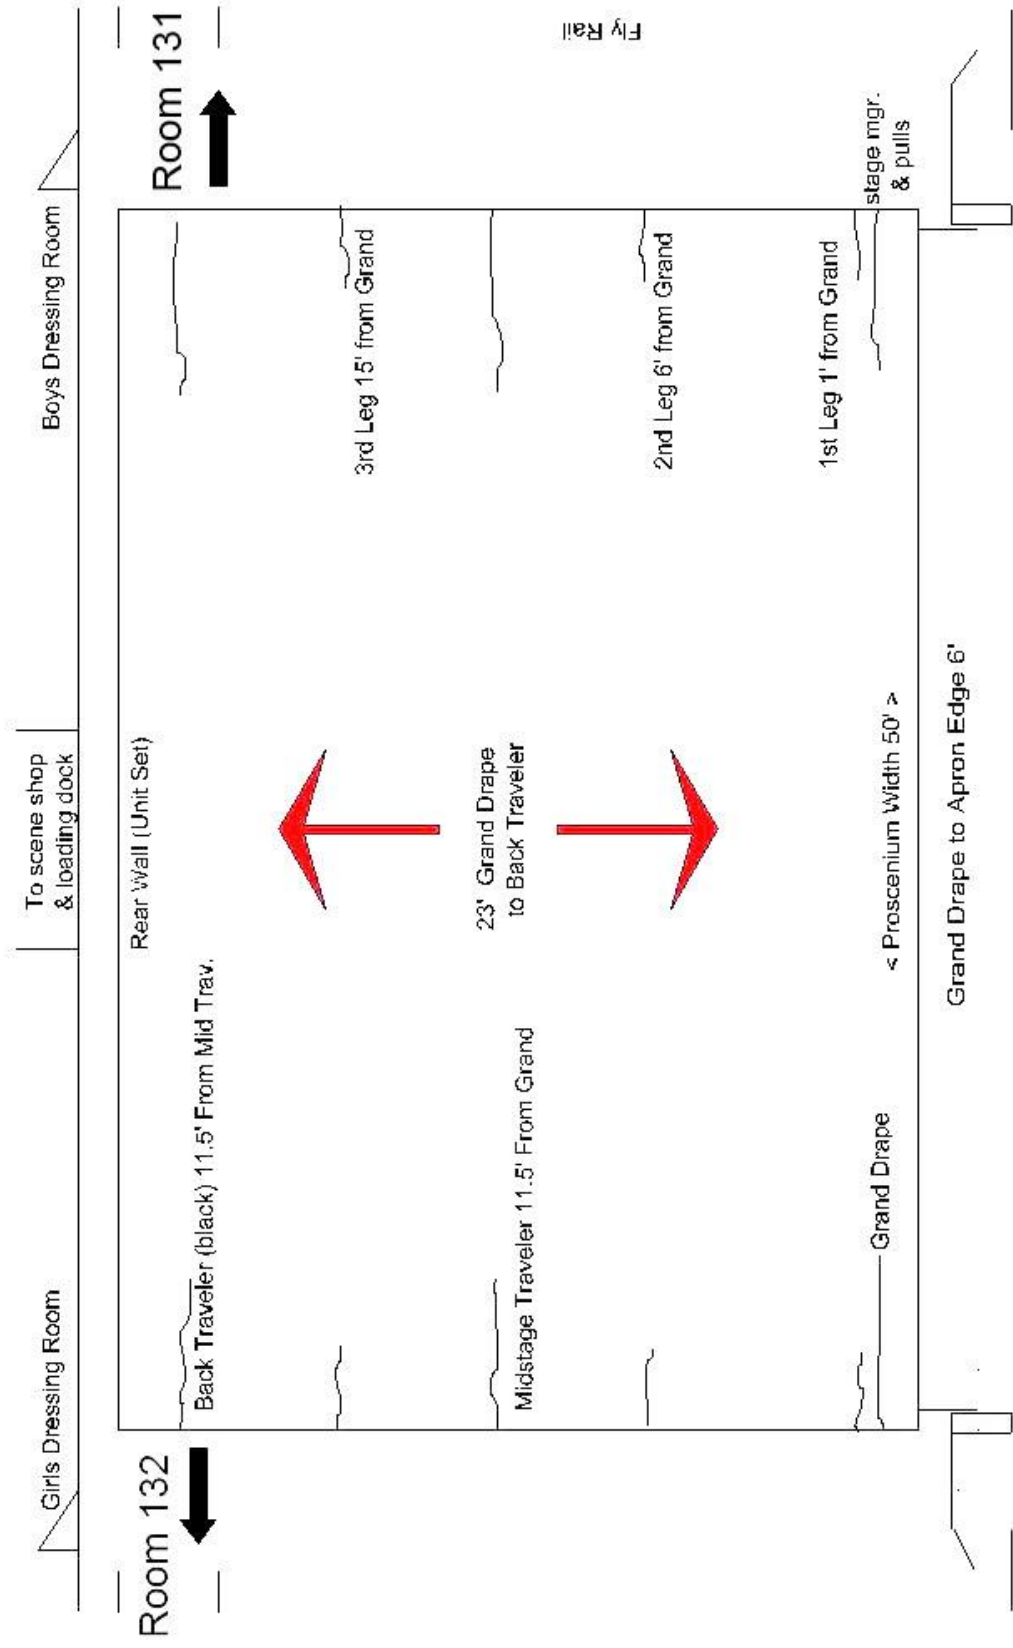 To scene shop
& loading dock
Girls Dressing Room
Boys Dressing Room
Room 132
Rear Wall (Unit Set)
Room 131
Back Traveler (black) 11.5' From Mid Trav.
3rd Leg 15' from Grand
23' Grand Drape
to Back Traveler
Midstage Traveler 11.5' From Grand
Fly Rail
2nd Leg 6' from Grand
1st Leg 1' from Grand
Grand Drape
< Proscenium Width 50' >
stage mgr.
& pulls
Grand Drape to Apron Edge 6'